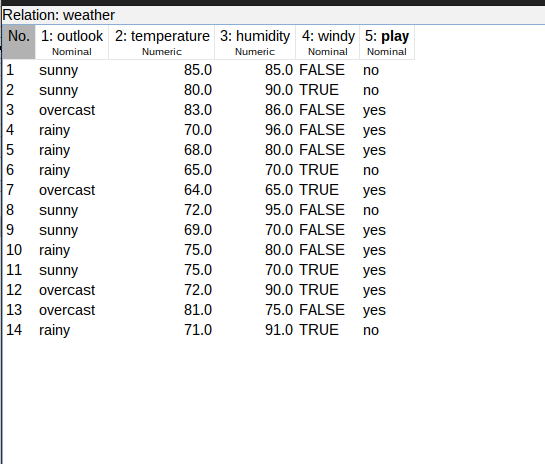 Relation: weather
No. 1: outlook 2: temperature 3: humidity 4: windy 5: play
Nominal Numeric Numeric Nominal Nominal
1 sunny 85.0 85.0 FALSE no
2 sunny 80.0 90.0 TRUE no
3 overcast 83.0 86.0 FALSE yes
4 rainy 70.0 96.0 FALSE yes
5 rainy 68.0 80.0 FALSE yes
6 rainy 65.0 70.0 TRUE no
7 overcast 64.0 65.0 TRUE yes
8 sunny 72.0 95.0 FALSE no
9 sunny 69.0 70.0 FALSE yes
10 rainy 75.0 80.0 FALSE yes
11 sunny 75.0 70.0 TRUE yes
12 overcast 72.0 90.0 TRUE yes
13 overcast 81.0 75.0 FALSE yes
14 rainy 71.0 91.0 TRUE no